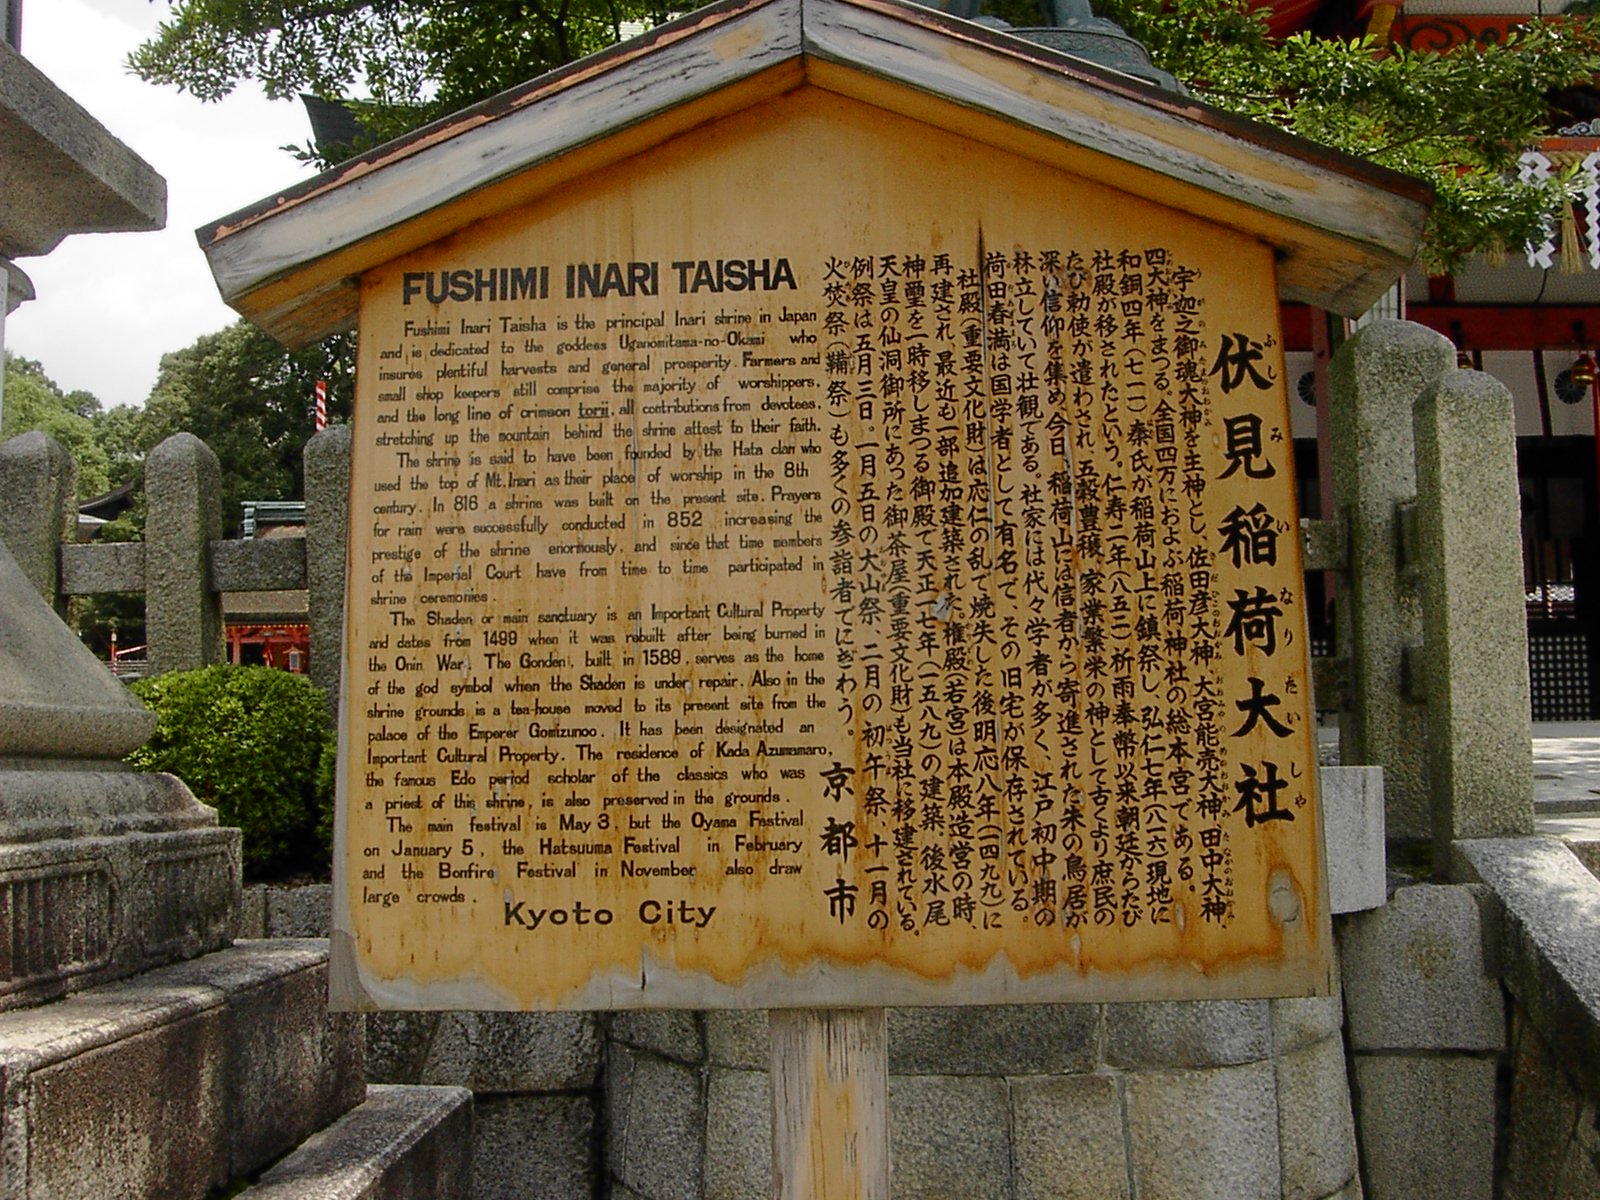 FUSHIMI INARI TAISHA
Fushimi Inari Taisha is the principal Inari shrine in Japan
and is dedicated to the goddess Uganomitama-no-Okami who
insures plentiful harvests and general prosperity. Farmers and
small shop keepers still comprise the majority of worshippers,
and the long line of crimson torii, all contributions from devotees,
stretching up the mountain behind the shrine attest to their faith.
The shrine is said to have been founded by the Hata clan who
used the top of Mt. Inari as their place of worship in the 8th
century. In 816 a shrine was built on the present site. Prayers
for rain were successfully conducted in 852 increasing the
prestige of the shrine enormously, and since that time members
of the Imperial Court have from time to time participated in
shrine ceremonies.
The Shaden or main sanctuary is an Important Cultural Property
and dates from 1499 when it was rebuilt after being burned in
the Onin War. The Gonden, built in 1589, serves as the home
of the god symbol when the Shaden is under repair. Also in the
shrine grounds is a tea-house moved to its present site from the
palace of the Emperer Gomizunoo. It has been designated an
Important Cultural Property. The residence of Kada Azumamaro,
the famous Edo period scholar of the classics who was
a priest of this shrine, is also preserved in the grounds.
The main festival is May 3, but the Oyama Festival
on January 5, the Hatsuuma Festival in February
and the Bonfire Festival in November also draw
large crowds.
Kyoto City
伏見稲荷大社
ふしみいなりたいしや
宇迦之御魂大神を主神とし、佐田彦大神、大宮能売大神、田中大神、
四大神をまつる。全国四万におよぶ稲荷神社の総本宮である。
和銅四年(七一一)秦氏が稲荷山上に鎮祭し、弘仁七年(八一六)現地に
社殿が移されたという。仁寿二年(八五二)祈雨奉幣以来朝廷からたび
たび勅使が遣わされ、五穀豊穣、家業繁栄の神として古くより庶民の
深い信仰を集め、今日、稲荷山には信者から寄進された朱の鳥居が
林立していて壮観である。社家には代々学者が多く、江戸初中期の
荷田春満は国学者として有名で、その旧宅が保存されている。
社殿(重要文化財)は応仁の乱で焼失した後明応八年(一四九九)に
再建され、最近も一部追加建築された。権殿(若宮)は本殿造営の時、
神璽を一時移しまつる御殿で天正一七年(一五八九)の建築。後水尾
天皇の仙洞御所にあった御茶屋(重要文化財)も当社に移建されている。
例祭は五月三日。一月五日の大山祭、二月の初午祭、十一月の
火焚祭(鞴祭)も多くの参詣者でにぎわう。
京都市